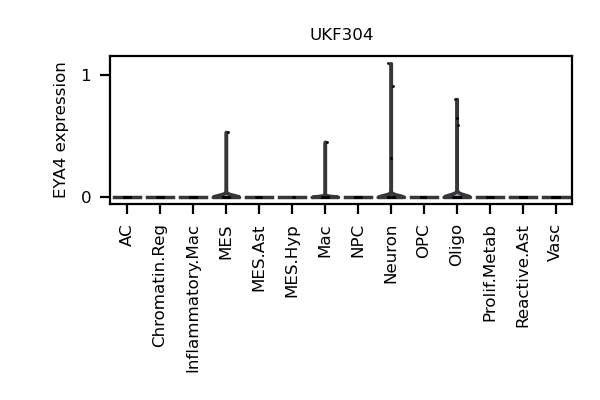 UKF304
EYA4 expression
1
0
AC
Chromatin.Reg
Inflammatory.Mac
MES
MES.Ast
MES.Hyp
Mac
NPC
Neuron
OPC
Oligo
Prolif.Metab
Reactive.Ast
Vasc